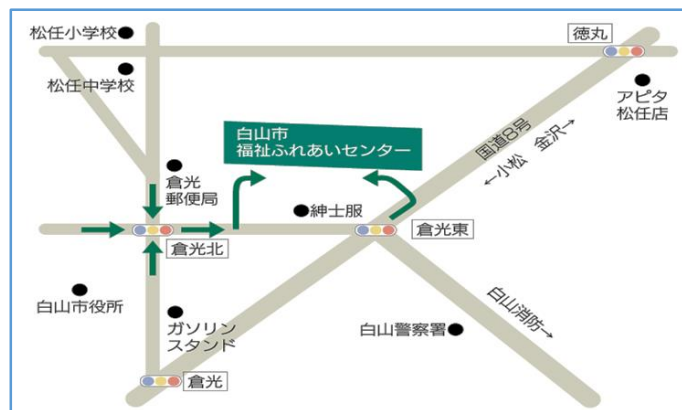 松任小学校
徳丸
松任中学校
アピタ
松任店
国道8号
←小松 金沢→
白山市
福祉ふれあいセンター
倉光
郵便局
紳士服
倉光北
倉光東
白山市役所
ガソリン
スタンド
白山警察署
白山消防→
倉光